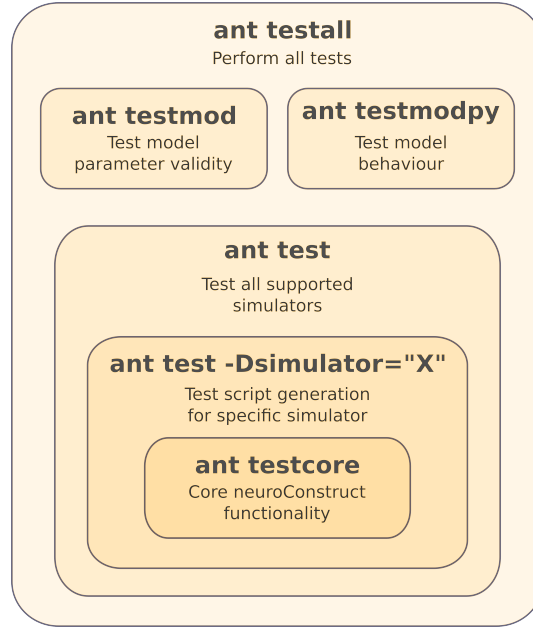 ant testall
Perform all tests
ant testmod
Test model
parameter validity
ant testmodpy
Test model
behaviour
ant test
Test all supported
simulators
ant test -Dsimulator="X"
Test script generation
for specific simulator
ant testcore
Core neuroConstruct
functionality